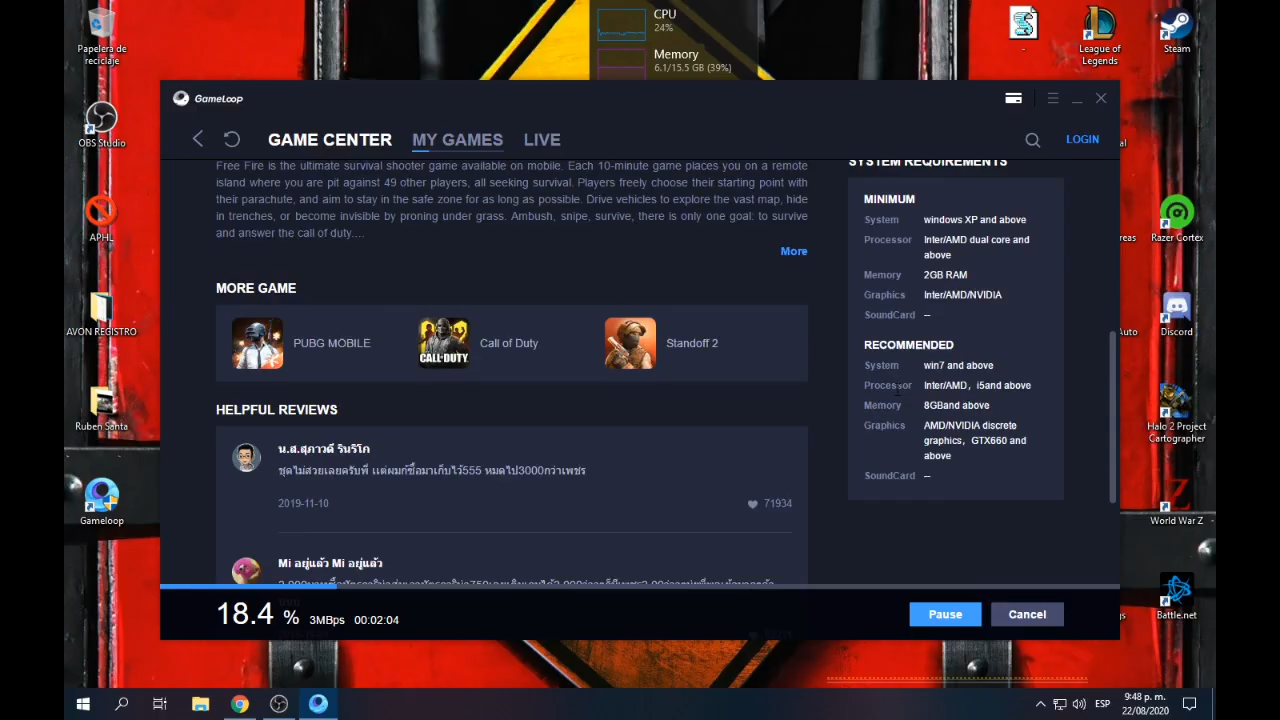 Papelera de
reciclaje
OBS Studio
APHL
AVON REGISTRO
Ruben Santa
Gameloop
CPU
24%
Memory
6.1/15.5 GB (39%)
-
League of
Legends
Steam
Razer Cortex
Discord
Halo 2 Project
Cartographer
World War Z
Battle.net
al
reas
Auto
gs
GameLoop
GAME CENTER
MY GAMES
LIVE
LOGIN
Free Fire is the ultimate survival shooter game available on mobile. Each 10-minute game places you on a remote
island where you are pit against 49 other players, all seeking survival. Players freely choose their starting point with
their parachute, and aim to stay in the safe zone for as long as possible. Drive vehicles to explore the vast map, hide
in trenches, or become invisible by proning under grass. Ambush, snipe, survive, there is only one goal: to survive
and answer the call of duty....
More
MORE GAME
PUBG MOBILE
CALL OF DUTY
Call of Duty
Standoff 2
HELPFUL REVIEWS
น.ส.สุภาวดี รินริโก
ชุดไม่สวยเลยครับพี่ แต่ผมก้ซื้อมาเก็บไว้555 หมดไป3000กว่าเพชร
2019-11-10
71934
Mi อยู่แล้ว Mi อยู่แล้ว
SYSTEM REQUIREMENTS
MINIMUM
System windows XP and above
Processor Inter/AMD dual core and
above
Memory 2GB RAM
Graphics Inter/AMD/NVIDIA
SoundCard --
RECOMMENDED
System win7 and above
Processor Inter/AMD，i5and above
Memory 8GBand above
Graphics AMD/NVIDIA discrete
graphics，GTX660 and
above
SoundCard --
18.4 % 3MBps 00:02:04
Pause
Cancel
ESP
9:48 p. m.
22/08/2020